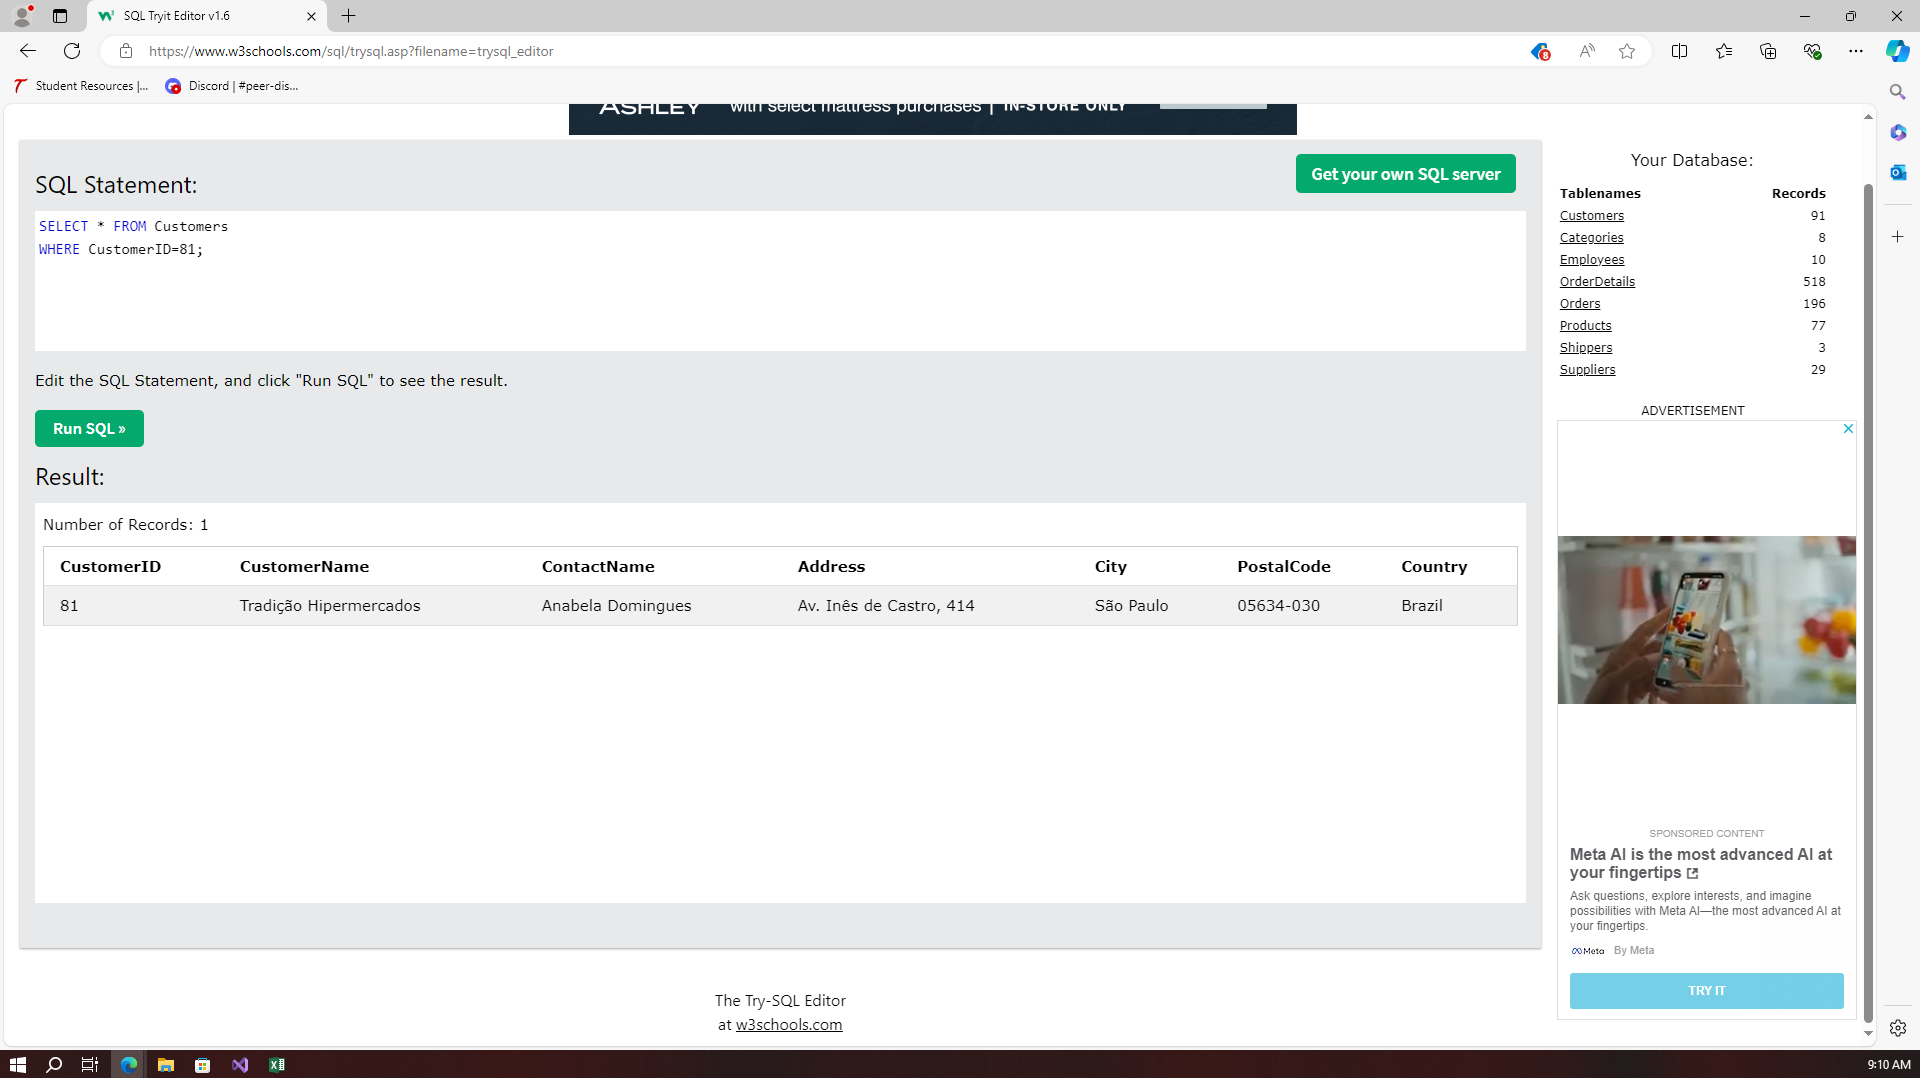 SQL Tryit Editor v1.6
https://www.w3schools.com/sql/trysql.asp?filename=trysql_editor
8
Student Resources |...
Discord | #peer-dis...
ASHLEY with select mattress purchases | IN-STORE ONLY
SQL Statement:
Get your own SQL server
SELECT * FROM Customers
WHERE CustomerID=81;
Edit the SQL Statement, and click "Run SQL" to see the result.
Run SQL »
Result:
Number of Records: 1
CustomerID CustomerName ContactName Address City PostalCode Country
81 Tradição Hipermercados Anabela Domingues Av. Inês de Castro, 414 São Paulo 05634-030 Brazil
The Try-SQL Editor
at w3schools.com
Your Database:
Tablenames Records
Customers 91
Categories 8
Employees 10
OrderDetails 518
Orders 196
Products 77
Shippers 3
Suppliers 29
ADVERTISEMENT
SPONSORED CONTENT
Meta AI is the most advanced AI at
your fingertips
Ask questions, explore interests, and imagine
possibilities with Meta AI—the most advanced AI at
your fingertips.
Meta By Meta
TRY IT
9:10 AM